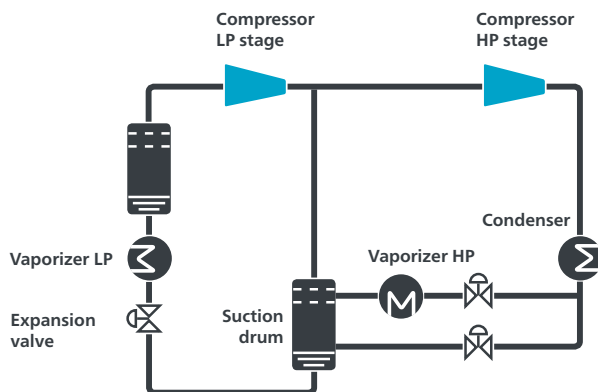 Compressor
LP stage
Compressor
HP stage
Condenser
Vaporizer LP
Vaporizer HP
Expansion
valve
Suction
drum